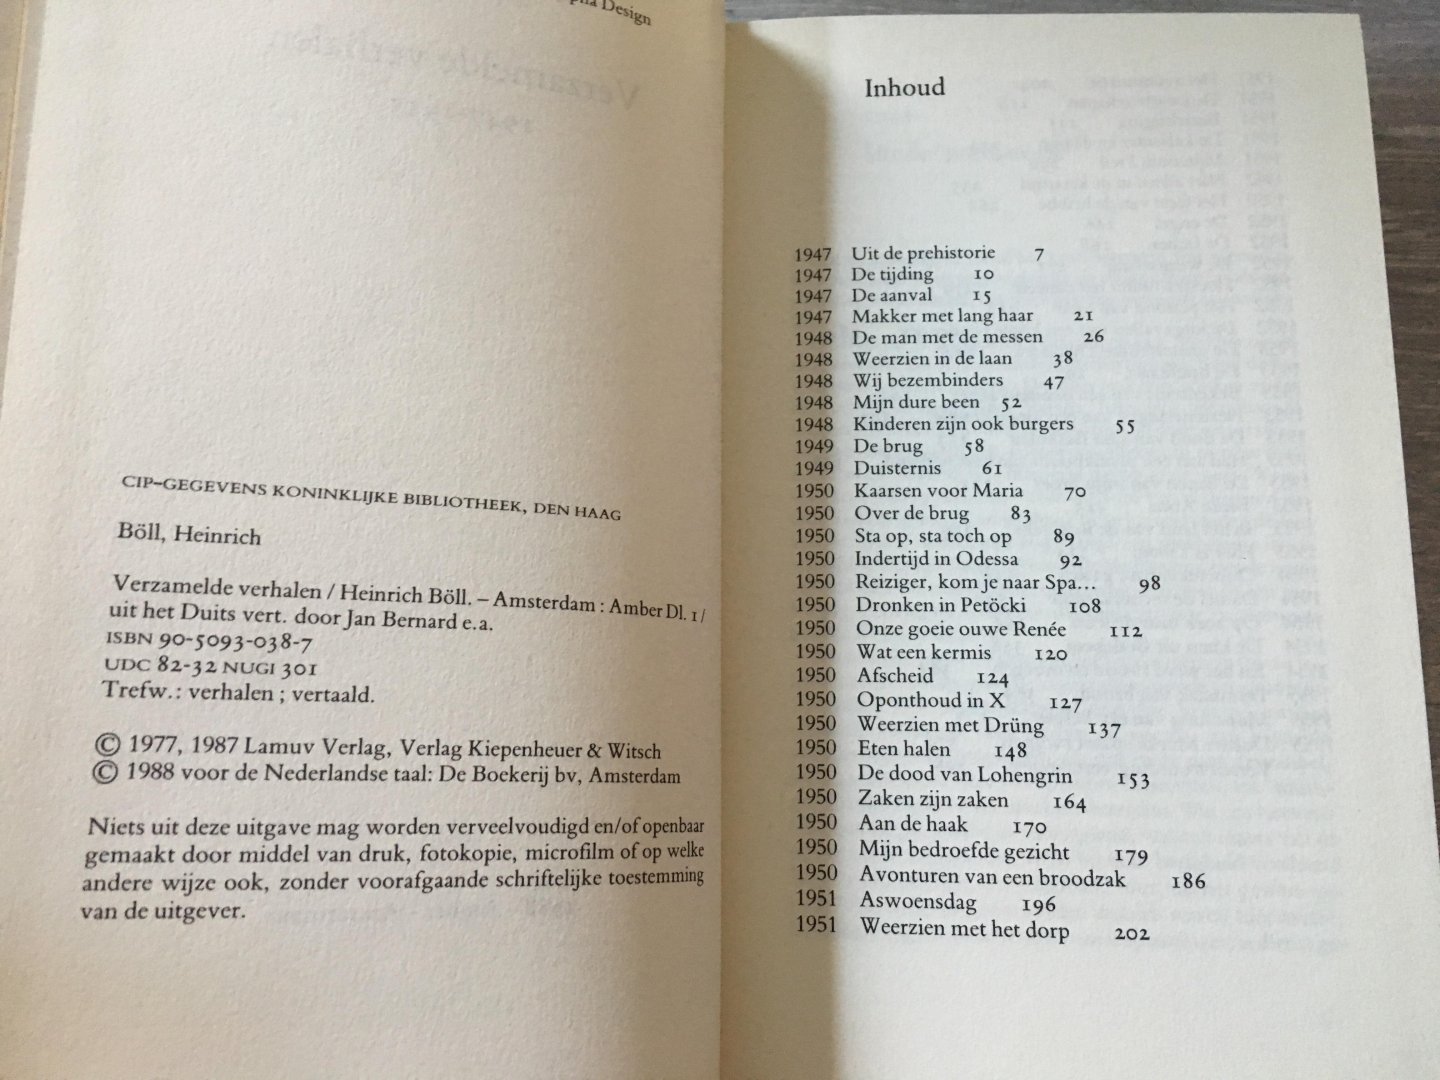 Design
CIP-GEGEVENS KONINKLIJKE BIBLIOTHEEK, DEN HAAG
Böll, Heinrich
Verzamelde verhalen / Heinrich Böll. – Amsterdam : Amber Dl. 1 /
uit het Duits vert. door Jan Bernard e.a.
ISBN 90-5093-038-7
UDC 82-32 NUGI 301
Trefw.: verhalen ; vertaald.
© 1977, 1987 Lamuv Verlag, Verlag Kiepenheuer & Witsch
© 1988 voor de Nederlandse taal: De Boekerij bv, Amsterdam
Niets uit deze uitgave mag worden verveelvoudigd en/of openbaar
gemaakt door middel van druk, fotokopie, microfilm of op welke
andere wijze ook, zonder voorafgaande schriftelijke toestemming
van de uitgever.
Inhoud
1947 Uit de prehistorie 7
1947 De tijding 10
1947 De aanval 15
1947 Makker met lang haar 21
1948 De man met de messen 26
1948 Weerzien in de laan 38
1948 Wij bezembinders 47
1948 Mijn dure been 52
1948 Kinderen zijn ook burgers 55
1949 De brug 58
1949 Duisternis 61
1950 Kaarsen voor Maria 70
1950 Over de brug 83
1950 Sta op, sta toch op 89
1950 Indertijd in Odessa 92
1950 Reiziger, kom je naar Spa... 98
1950 Dronken in Petöcki 108
1950 Onze goeie ouwe Renée 112
1950 Wat een kermis 120
1950 Afscheid 124
1950 Oponthoud in X 127
1950 Weerzien met Drüng 137
1950 Eten halen 148
1950 De dood van Lohengrin 153
1950 Zaken zijn zaken 164
1950 Aan de haak 170
1950 Mijn bedroefde gezicht 179
1950 Avonturen van een broodzak 186
1951 Aswoensdag 196
1951 Weerzien met het dorp 202